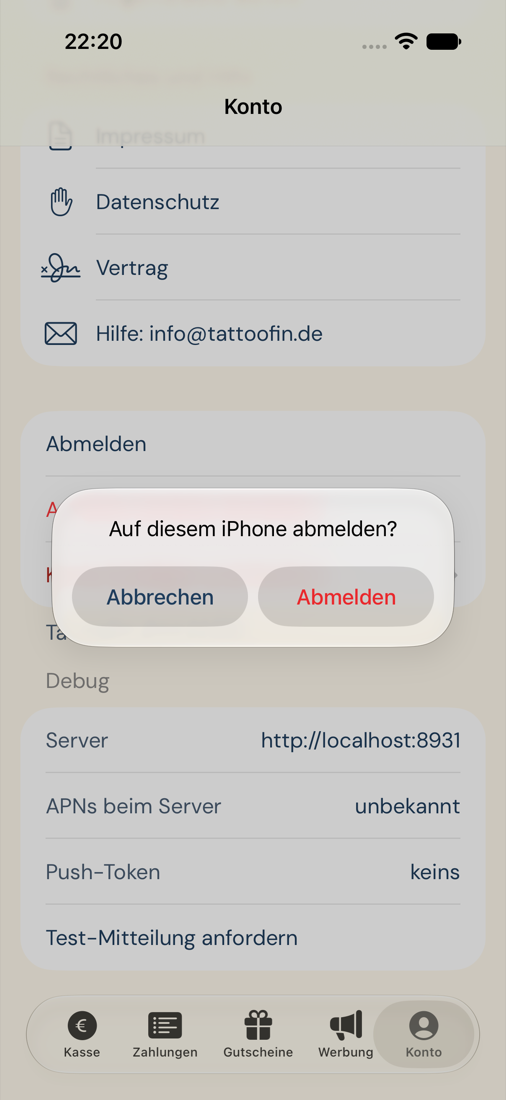 22:20
Konto
Impressum
Datenschutz
Vertrag
Hilfe: info@tattoofin.de
Abmelden
Auf diesem iPhone abmelden?
Abbrechen
Abmelden
Debug
Server http://localhost:8931
APNs beim Server unbekannt
Push-Token keins
Test-Mitteilung anfordern
Kasse Zahlungen Gutscheine Werbung Konto